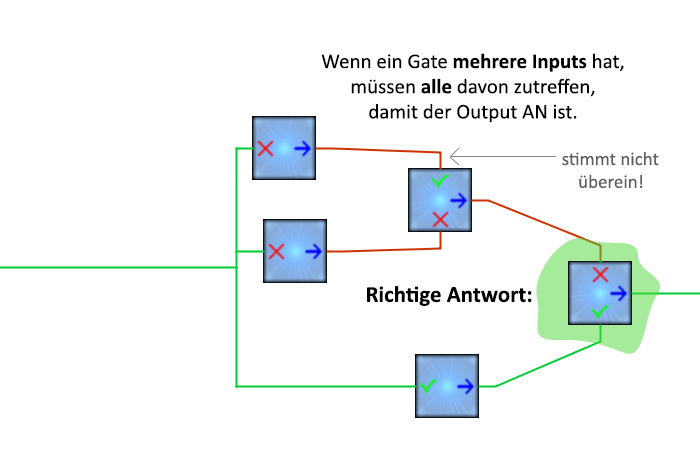 Wenn ein Gate mehrere Inputs hat,
müssen alle davon zutreffen,
damit der Output AN ist.
stimmt nicht
überein!
Richtige Antwort: